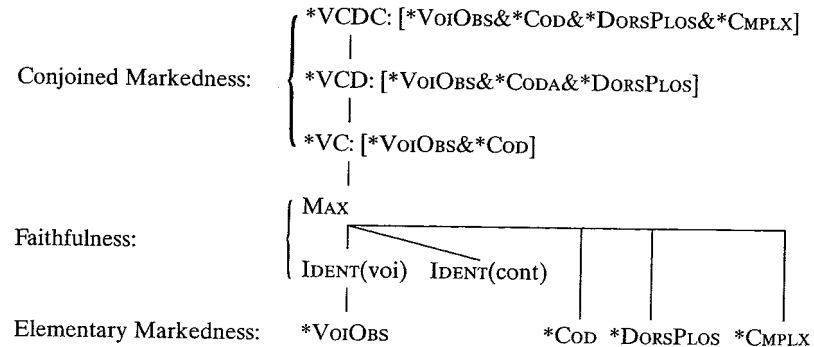 *VCDC: [*VOIOBS&*COD&*DORSPLOS&*CMPLX]
Conjoined Markedness: *VCD: [*VOIOBS&*CODA&*DORSPLOS]
*VC: [*VOIOBS&*COD]
MAX
Faithfulness:
IDENT(voi) IDENT(cont)
Elementary Markedness: *VOIOBS *COD *DORSPLOS *CMPLX